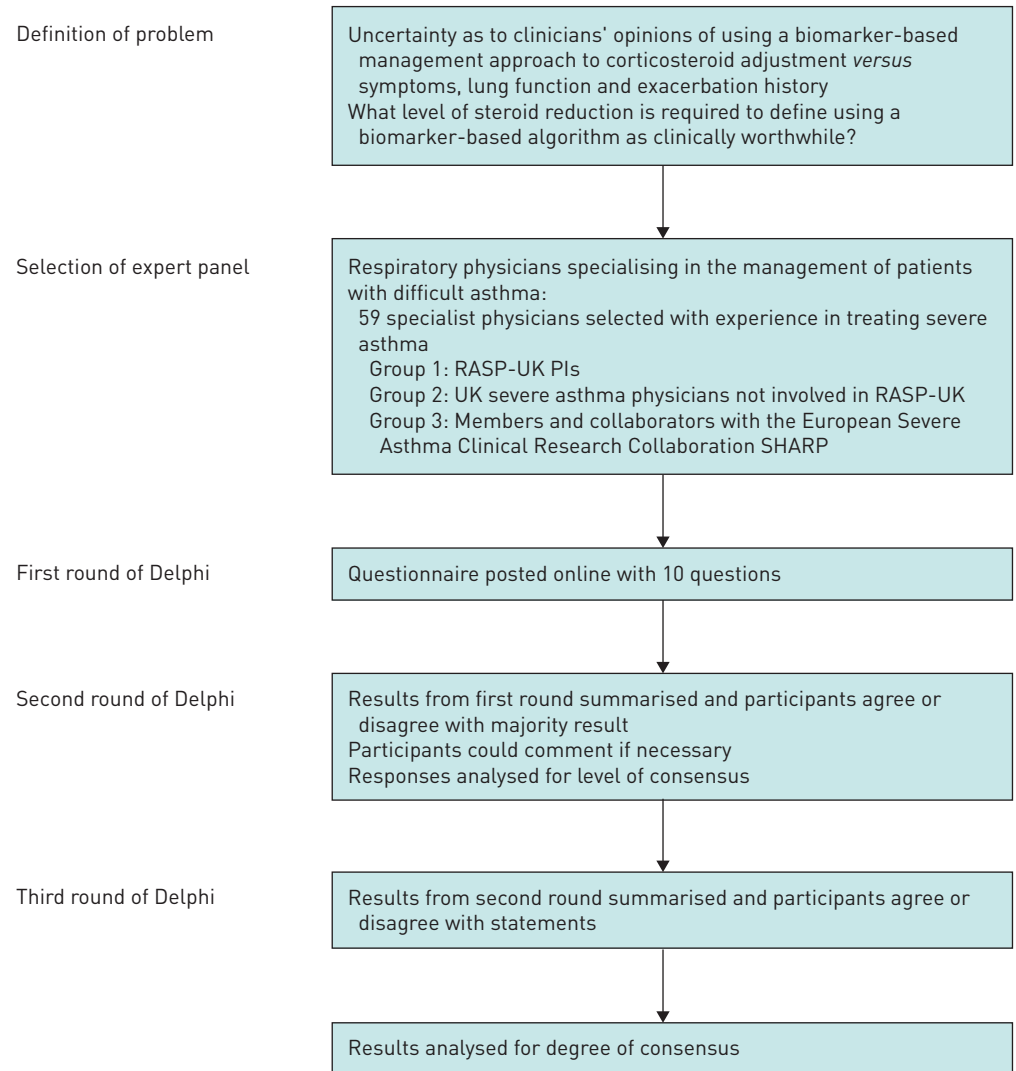 Definition of problem
Uncertainty as to clinicians' opinions of using a biomarker-based
management approach to corticosteroid adjustment versus
symptoms, lung function and exacerbation history
What level of steroid reduction is required to define using a
biomarker-based algorithm as clinically worthwhile?
Selection of expert panel
Respiratory physicians specialising in the management of patients
with difficult asthma:
59 specialist physicians selected with experience in treating severe
asthma
Group 1: RASP-UK PIs
Group 2: UK severe asthma physicians not involved in RASP-UK
Group 3: Members and collaborators with the European Severe
Asthma Clinical Research Collaboration SHARP
First round of Delphi
Questionnaire posted online with 10 questions
Second round of Delphi
Results from first round summarised and participants agree or
disagree with majority result
Participants could comment if necessary
Responses analysed for level of consensus
Third round of Delphi
Results from second round summarised and participants agree or
disagree with statements
Results analysed for degree of consensus